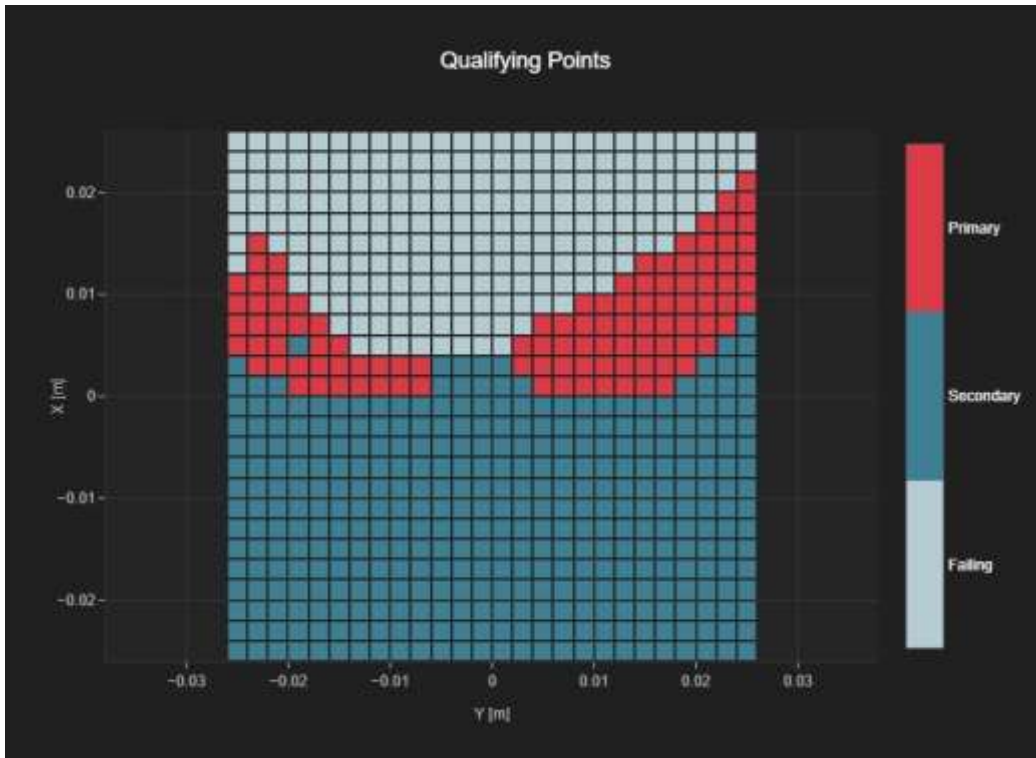 Qualifying Points
0.02
0.01
0
−0.01
−0.02
X [m]
−0.03
−0.02
−0.01
0
0.01
0.02
0.03
Y [m]
Primary
Secondary
Failing